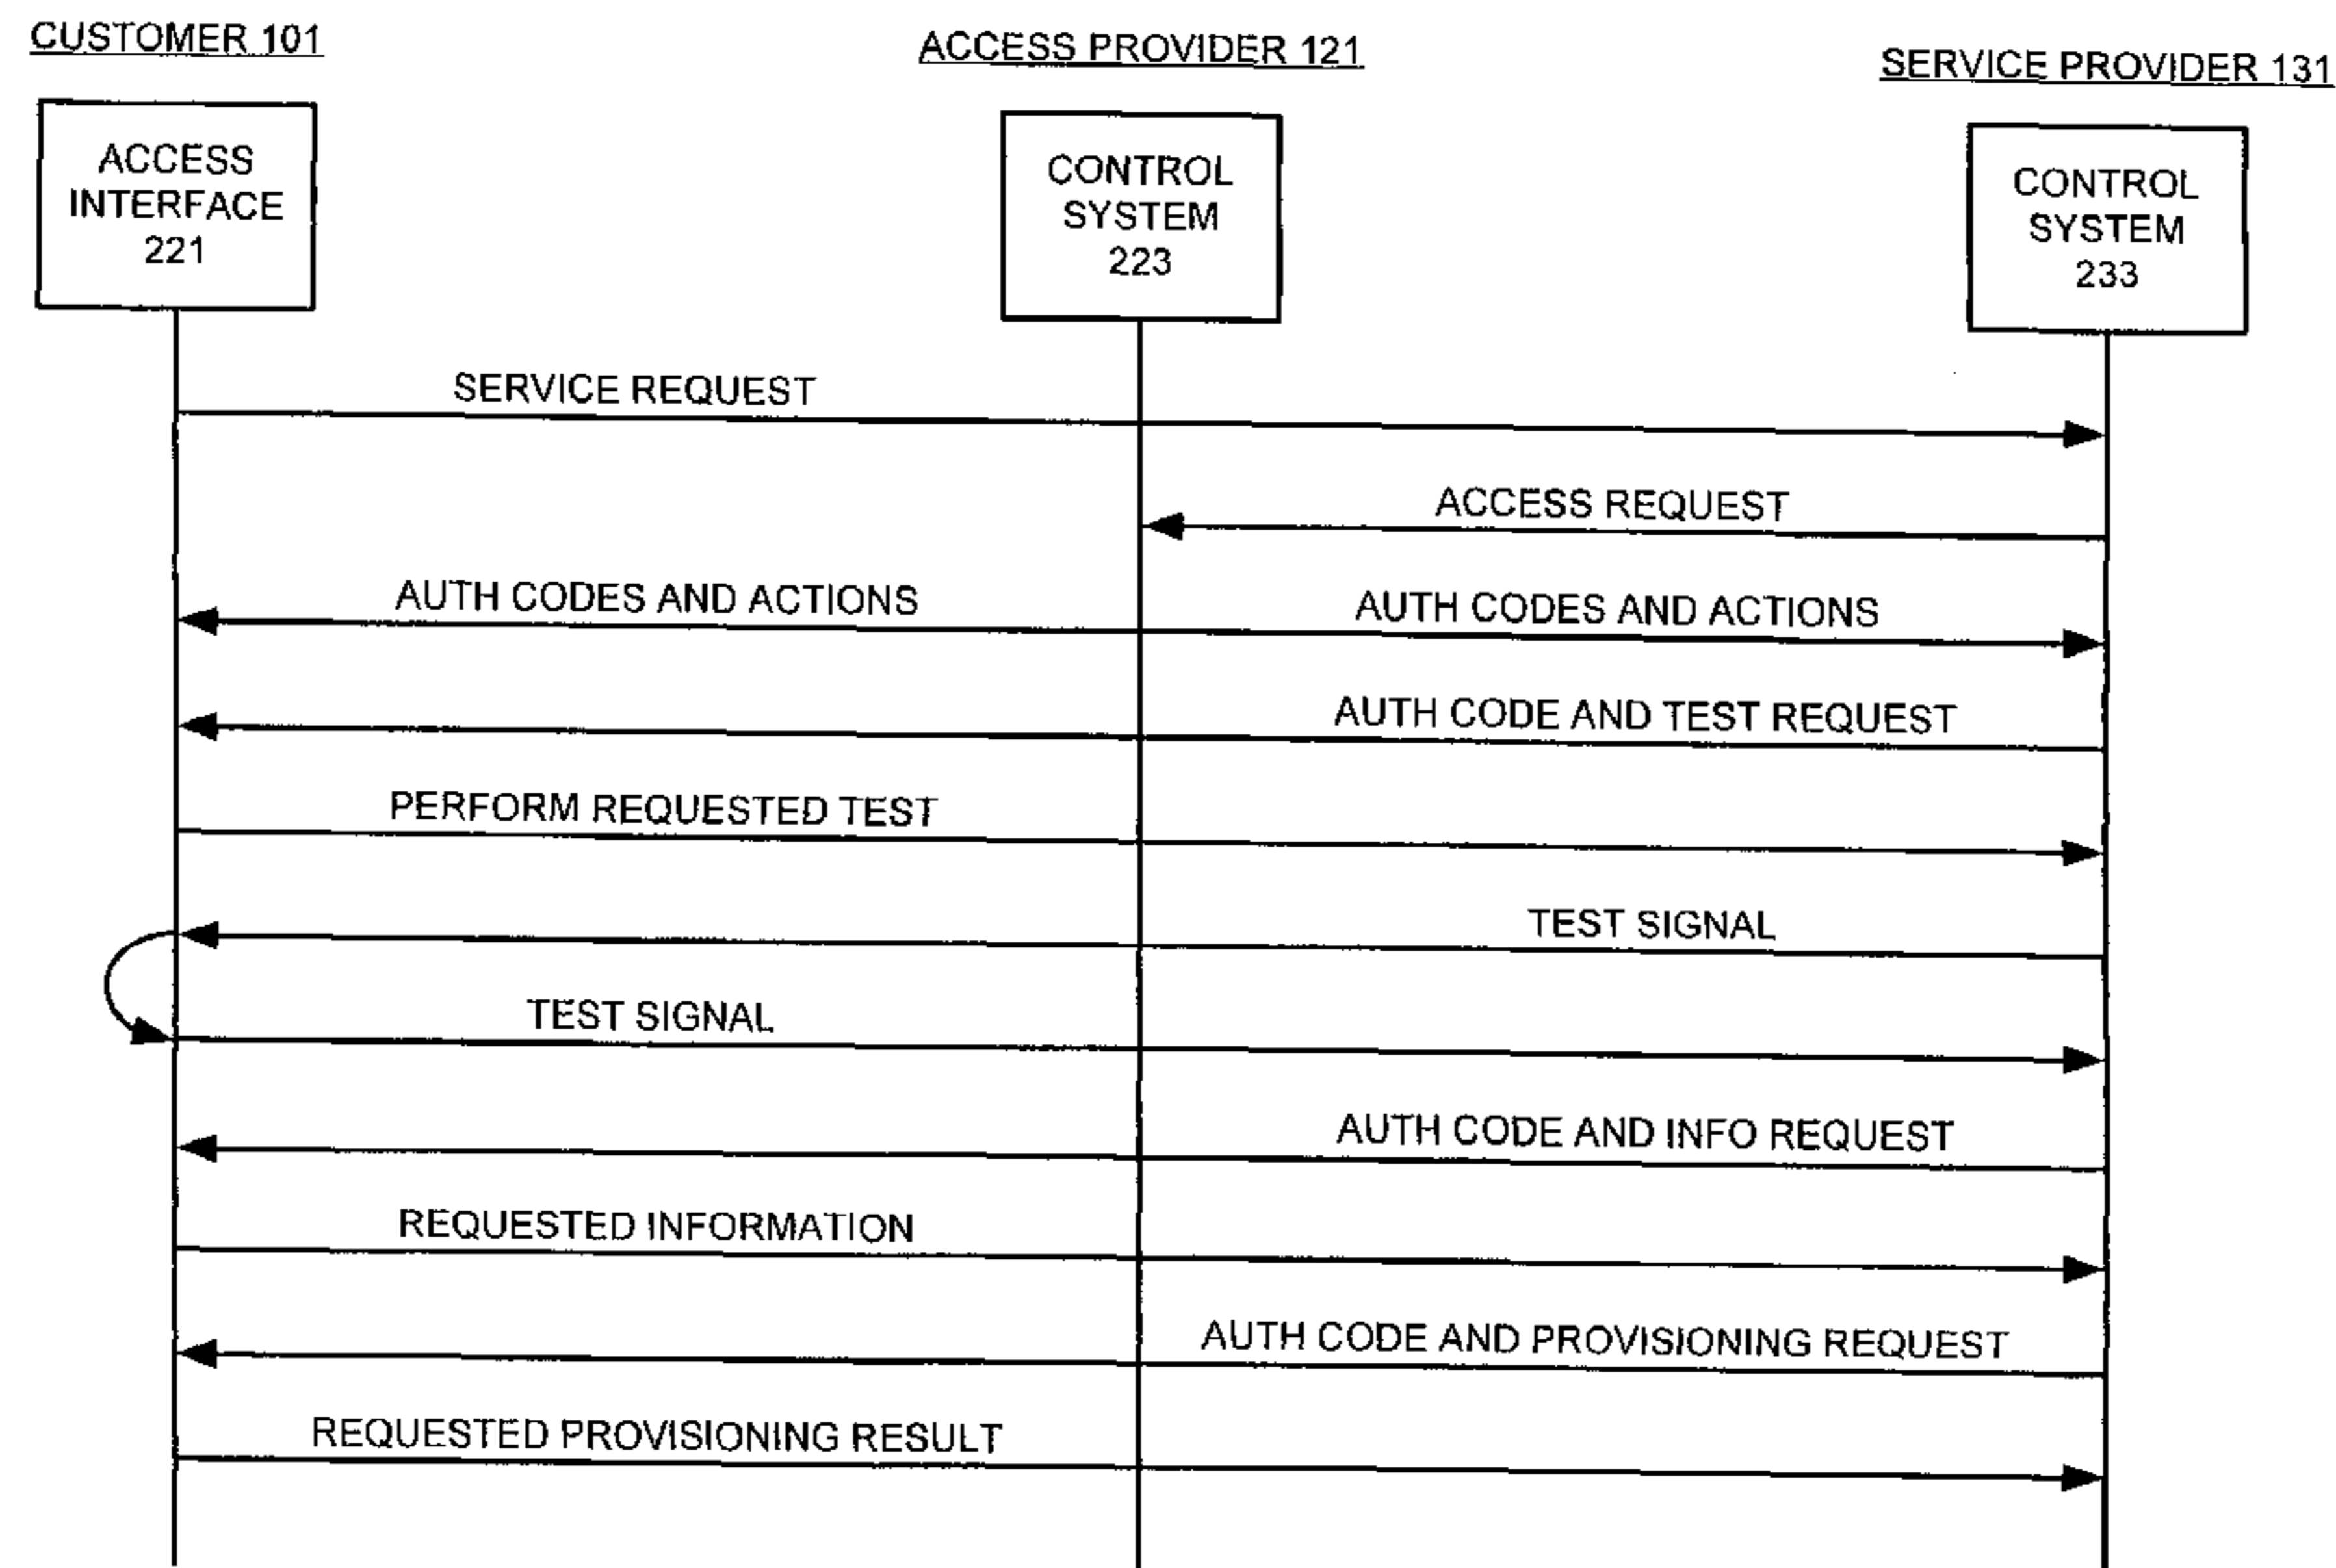 CUSTOMER 101
ACCESS PROVIDER 121
SERVICE PROVIDER 131
ACCESS
INTERFACE
221
CONTROL
SYSTEM
223
CONTROL
SYSTEM
233
SERVICE REQUEST
ACCESS REQUEST
AUTH CODES AND ACTIONS
AUTH CODES AND ACTIONS
AUTH CODE AND TEST REQUEST
PERFORM REQUESTED TEST
TEST SIGNAL
TEST SIGNAL
AUTH CODE AND INFO REQUEST
REQUESTED INFORMATION
AUTH CODE AND PROVISIONING REQUEST
REQUESTED PROVISIONING RESULT